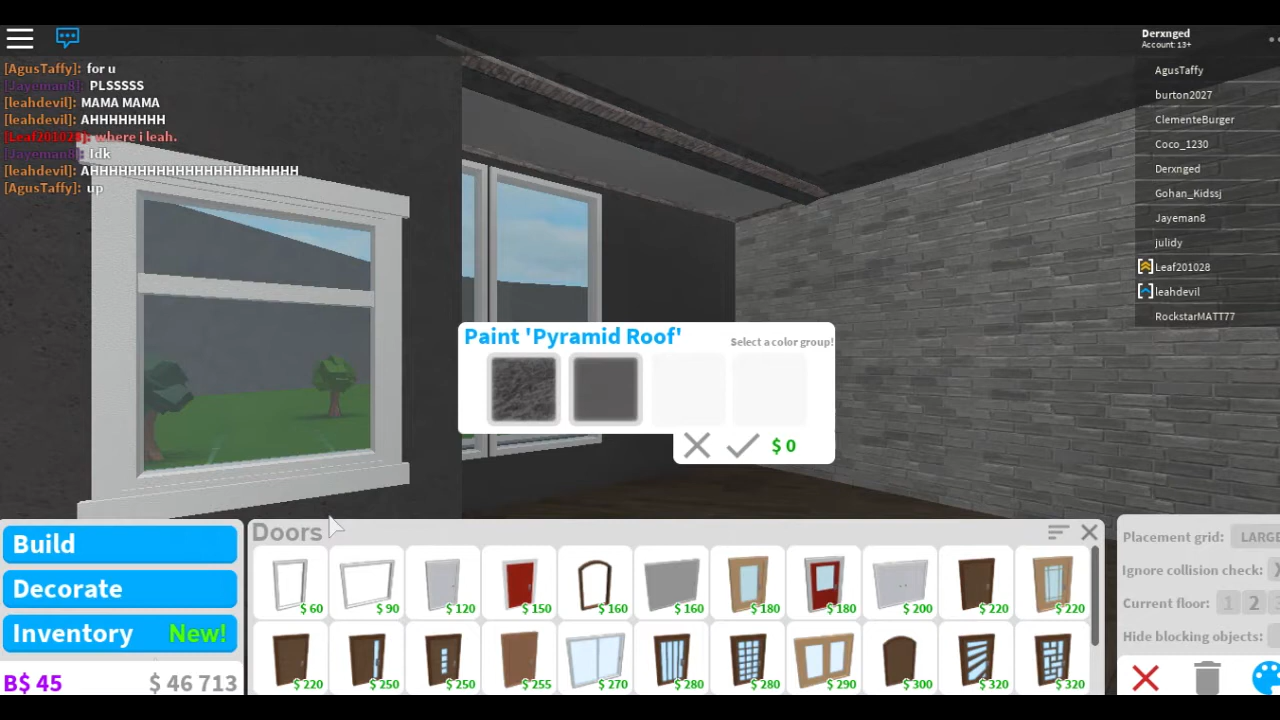 Derxnged
Account: 13+
[AgusTaffy]: for u
[Jayeman8]: PLSSSSS
[leahdevil]: MAMA MAMA
[leahdevil]: AHHHHHHHH
[Leaf201028]: where i leah.
[Jayeman8]: Idk
[leahdevil]: AHHHHHHHHHHHHHHHHHHHHHH
[AgusTaffy]: up
AgusTaffy
burton2027
ClementeBurger
Coco_1230
Derxnged
Gohan_Kidssj
Jayeman8
julidy
Leaf201028
leahdevil
RockstarMATT77
Paint 'Pyramid Roof'
Select a color group!
$ 0
Build
Decorate
Inventory New!
B$ 45 $ 46 713
Doors
$ 60 $ 90 $ 120 $ 150 $ 160 $ 160 $ 180 $ 180 $ 200 $ 220 $ 220
$ 220 $ 250 $ 250 $ 255 $ 270 $ 280 $ 280 $ 290 $ 300 $ 320 $ 320
Placement grid: LARGE
Ignore collision check: X
Current floor: 1 2
Hide blocking objects: